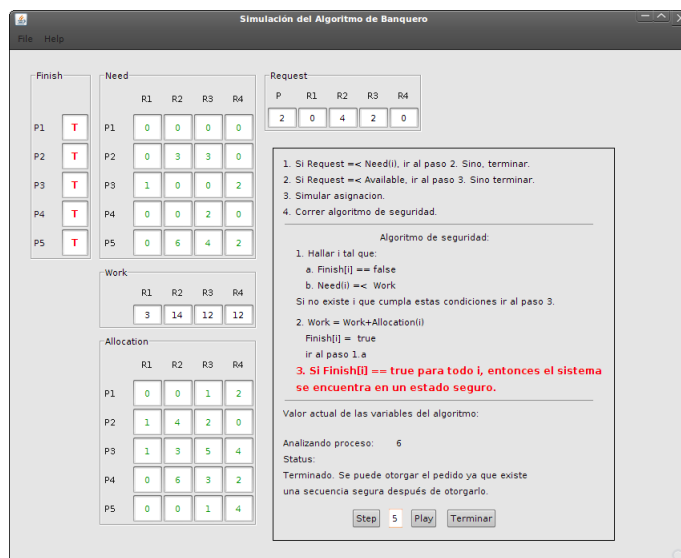 Simulación del Algoritmo de Banquero
File Help
Finish
P1 T
P2 T
P3 T
P4 T
P5 T
Need
R1 R2 R3 R4
P1 0 0 0 0
P2 0 3 3 0
P3 1 0 0 2
P4 0 0 2 0
P5 0 6 4 2
Work
R1 R2 R3 R4
3 14 12 12
Allocation
R1 R2 R3 R4
P1 0 0 1 2
P2 1 4 2 0
P3 1 3 5 4
P4 0 6 3 2
P5 0 0 1 4
Request
P R1 R2 R3 R4
2 0 4 2 0
1. Si Request =< Need(i), ir al paso 2. Sino, terminar.
2. Si Request =< Available, ir al paso 3. Sino terminar.
3. Simular asignacion.
4. Correr algoritmo de seguridad.
Algoritmo de seguridad:
1. Hallar i tal que:
a. Finish[i] == false
b. Need(i) =< Work
Si no existe i que cumpla estas condiciones ir al paso 3.
2. Work = Work+Allocation(i)
Finish[i] = true
ir al paso 1.a
3. Si Finish[i] == true para todo i, entonces el sistema
se encuentra en un estado seguro.
Valor actual de las variables del algoritmo:
Analizando proceso: 6
Status:
Terminado. Se puede otorgar el pedido ya que existe
una secuencia segura después de otorgarlo.
Step 5 Play Terminar